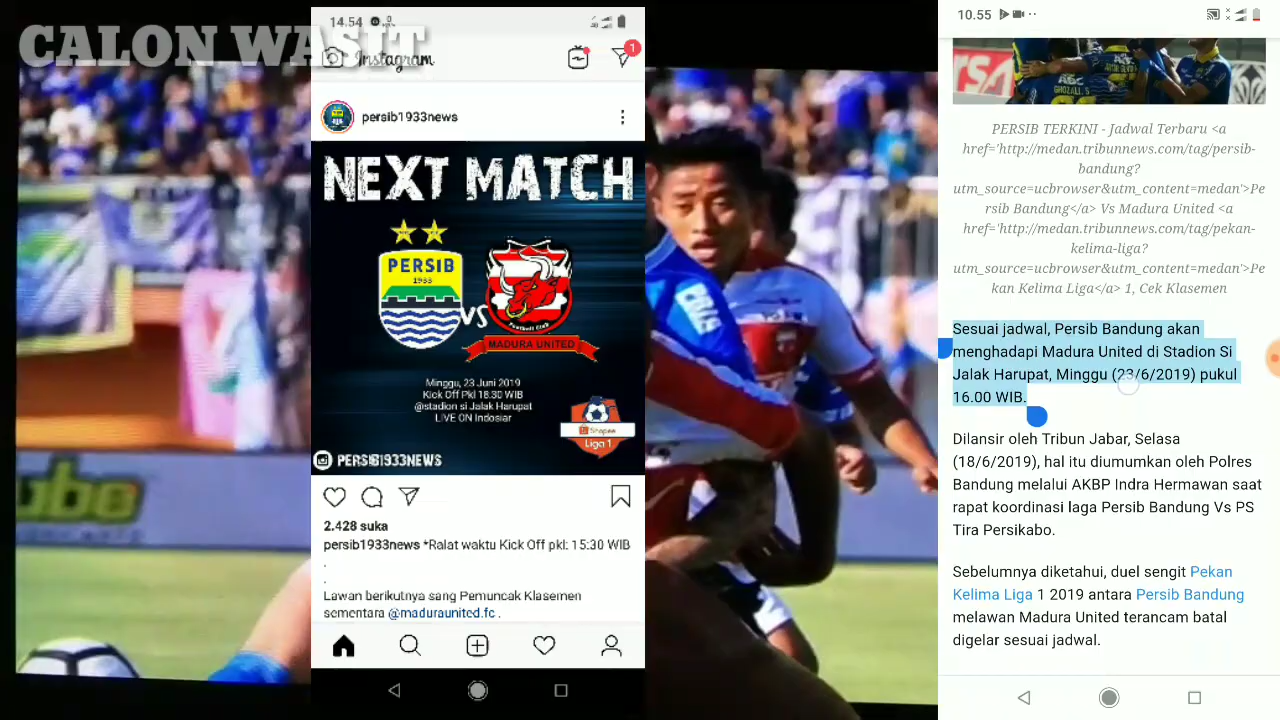 CALON WASIT
14.54
Instagram
1
persib1933news
NEXT MATCH
PERSIB
1933
VS
Football Club
MADURA UNITED
Minggu, 23 Juni 2019
Kick Off Pkl 18.30 WIB
@stadion si Jalak Harupat
LIVE ON Indosiar
Shopee
Liga 1
PERSIB1933NEWS
2.428 suka
persib1933news *Ralat waktu Kick Off pkl: 15:30 WIB
.
.
Lawan berikutnya sang Pemuncak Klasemen
sementara @maduraunited.fc .
10.55
GHOZALI. S
PERSIB TERKINI - Jadwal Terbaru <a
href='http://medan.tribunnews.com/tag/persib-
bandung?
utm_source=ucbrowser&utm_content=medan'>Pe
rsib Bandung</a> Vs Madura United <a
href='http://medan.tribunnews.com/tag/pekan-
kelima-liga?
utm_source=ucbrowser&utm_content=medan'>Pe
kan Kelima Liga</a> 1, Cek Klasemen
Sesuai jadwal, Persib Bandung akan
menghadapi Madura United di Stadion Si
Jalak Harupat, Minggu (23/6/2019) pukul
16.00 WIB.
Dilansir oleh Tribun Jabar, Selasa
(18/6/2019), hal itu diumumkan oleh Polres
Bandung melalui AKBP Indra Hermawan saat
rapat koordinasi laga Persib Bandung Vs PS
Tira Persikabo.
Sebelumnya diketahui, duel sengit Pekan
Kelima Liga 1 2019 antara Persib Bandung
melawan Madura United terancam batal
digelar sesuai jadwal.